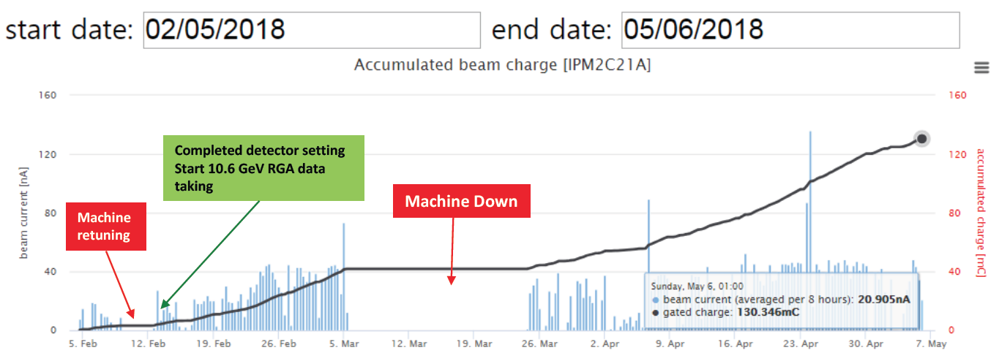 start date: 02/05/2018 end date: 05/06/2018
Accumulated beam charge [IPM2C21A]
160 160
Completed detector setting
Start 10.6 GeV RGA data
taking
120 120
beam current [nA]
accumulated charge [mC]
Machine Down
Machine
retuning
80 80
40 40
Sunday, May 6, 01:00
beam current (averaged per 8 hours): 20.905nA
gated charge: 130.346mC
0 0
5. Feb 12. Feb 19. Feb 26. Feb 5. Mar 12. Mar 19. Mar 26. Mar 2. Apr 9. Apr 16. Apr 23. Apr 30. Apr 7. May